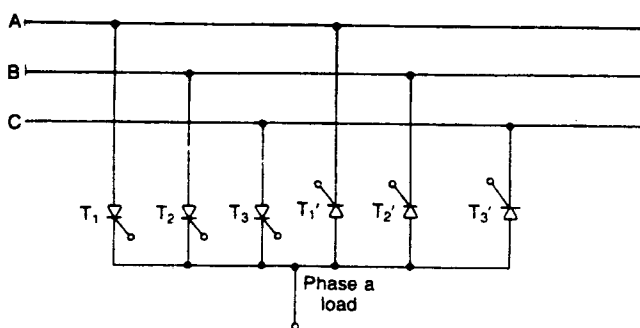 A
B
C
T₁ T₂ T₃ T₁′ T₂′ T₃′
Phase a
load